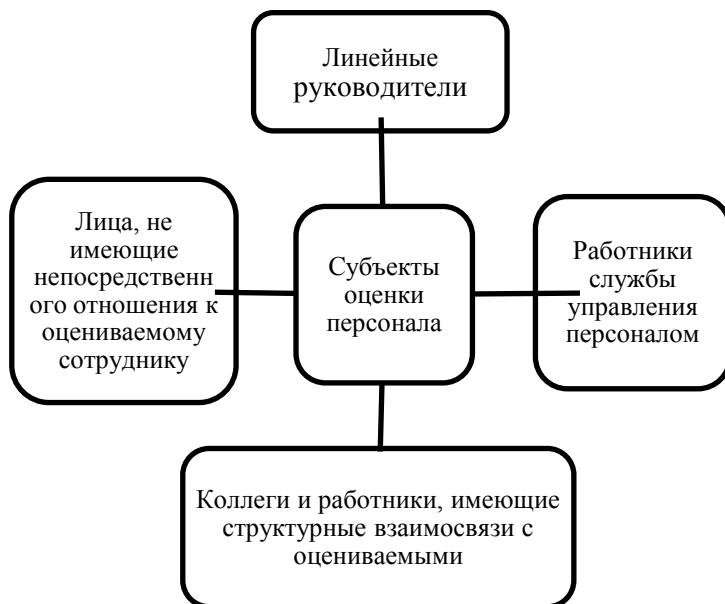 Линейные
руководители
Лица, не
имеющие
непосредственн
ого отношения к
оцениваемому
сотруднику
Субъекты
оценки
персонала
Работники
службы
управления
персоналом
Коллеги и работники, имеющие
структурные взаимосвязи с
оцениваемыми